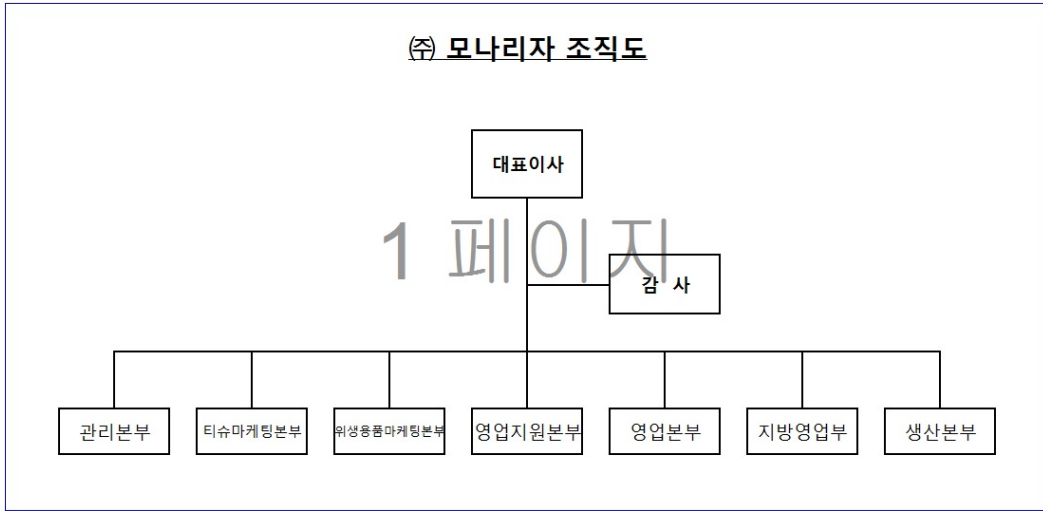 ㈜ 모나리자 조직도
대표이사
1 페이지
감 사
관리본부 티슈마케팅본부 위생용품마케팅본부 영업지원본부 영업본부 지방영업부 생산본부